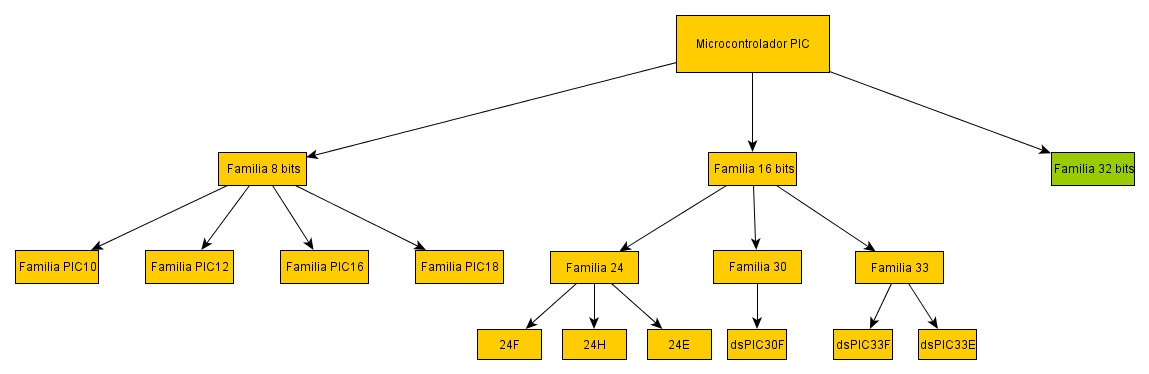 Microcontrolador PIC
Familia 8 bits
Familia 16 bits
Familia 32 bits
Familia PIC10
Familia PIC12
Familia PIC16
Familia PIC18
Familia 24
Familia 30
Familia 33
24F
24H
24E
dsPIC30F
dsPIC33F
dsPIC33E